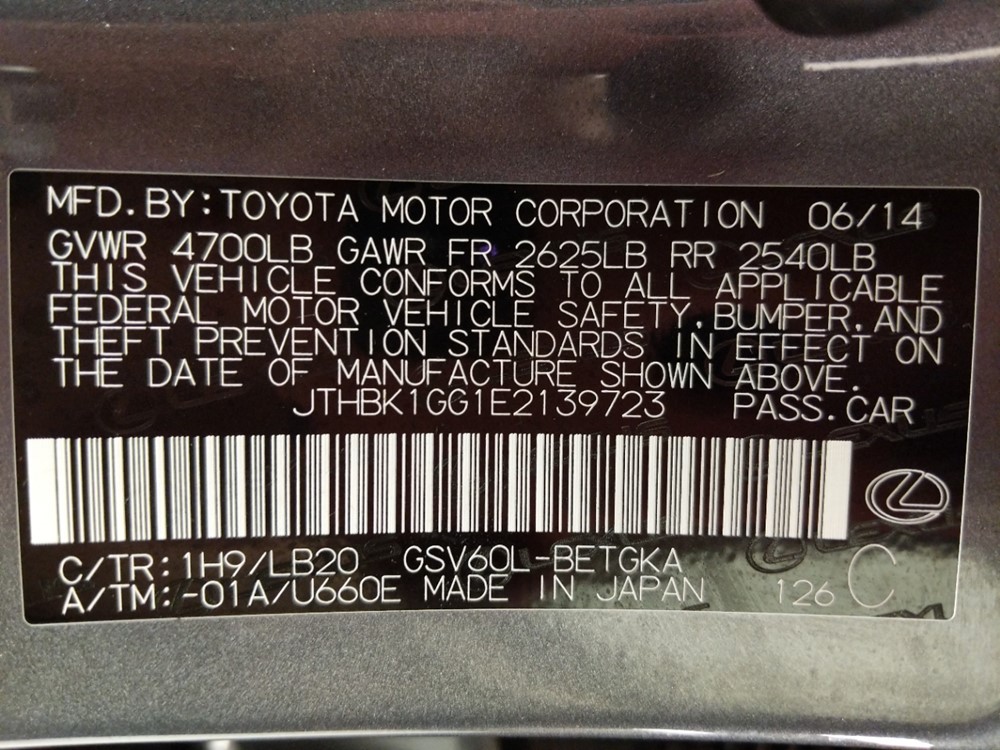 MFD.BY:TOYOTA MOTOR CORPORATION 06/14
GVWR 4700LB GAWR FR 2625LB RR 2540LB
THIS VEHICLE CONFORMS TO ALL APPLICABLE
FEDERAL MOTOR VEHICLE SAFETY,BUMPER,AND
THEFT PREVENTION STANDARDS IN EFFECT ON
THE DATE OF MANUFACTURE SHOWN ABOVE.
JTHBK1GG1E2139723 PASS.CAR
C/TR:1H9/LB20 GSV60L-BETGKA
A/TM:-01A/U660E MADE IN JAPAN 126 C